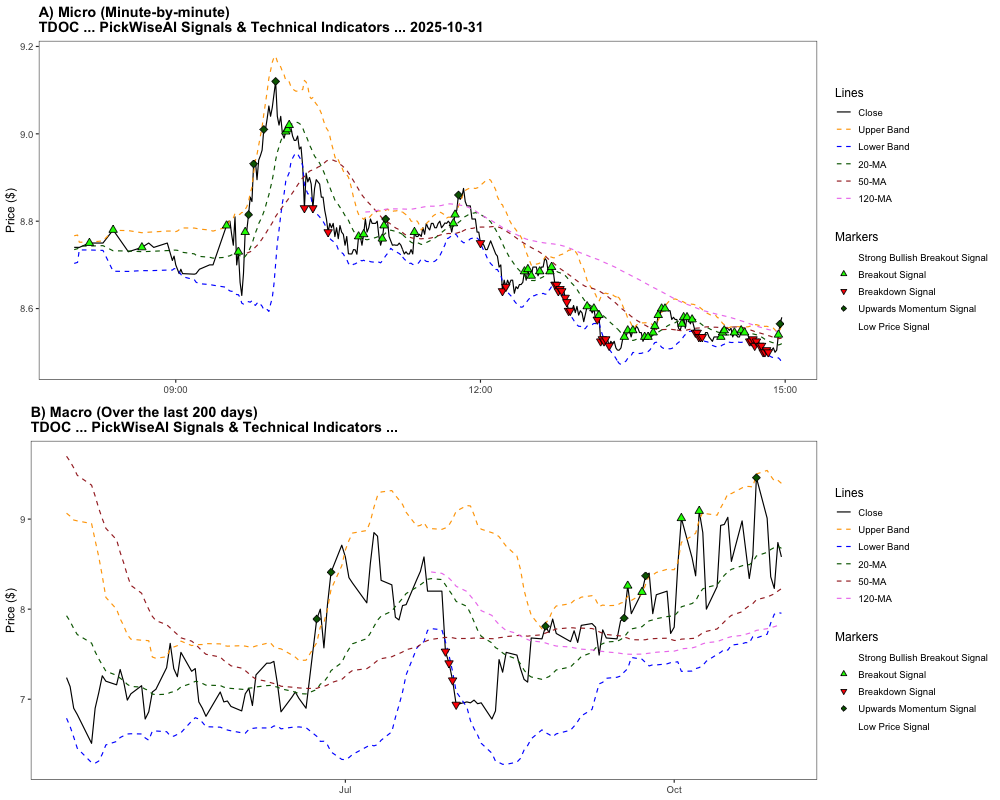 A) Micro (Minute-by-minute)
TDOC ... PickWiseAI Signals & Technical Indicators ... 2025-10-31
9.2
9.0
8.8
8.6
Price ($)
09:00
12:00
15:00
Lines
Close
Upper Band
Lower Band
20-MA
50-MA
120-MA
Markers
Strong Bullish Breakout Signal
Breakout Signal
Breakdown Signal
Upwards Momentum Signal
Low Price Signal
B) Macro (Over the last 200 days)
TDOC ... PickWiseAI Signals & Technical Indicators ...
9
8
7
Price ($)
Jul
Oct
Lines
Close
Upper Band
Lower Band
20-MA
50-MA
120-MA
Markers
Strong Bullish Breakout Signal
Breakout Signal
Breakdown Signal
Upwards Momentum Signal
Low Price Signal